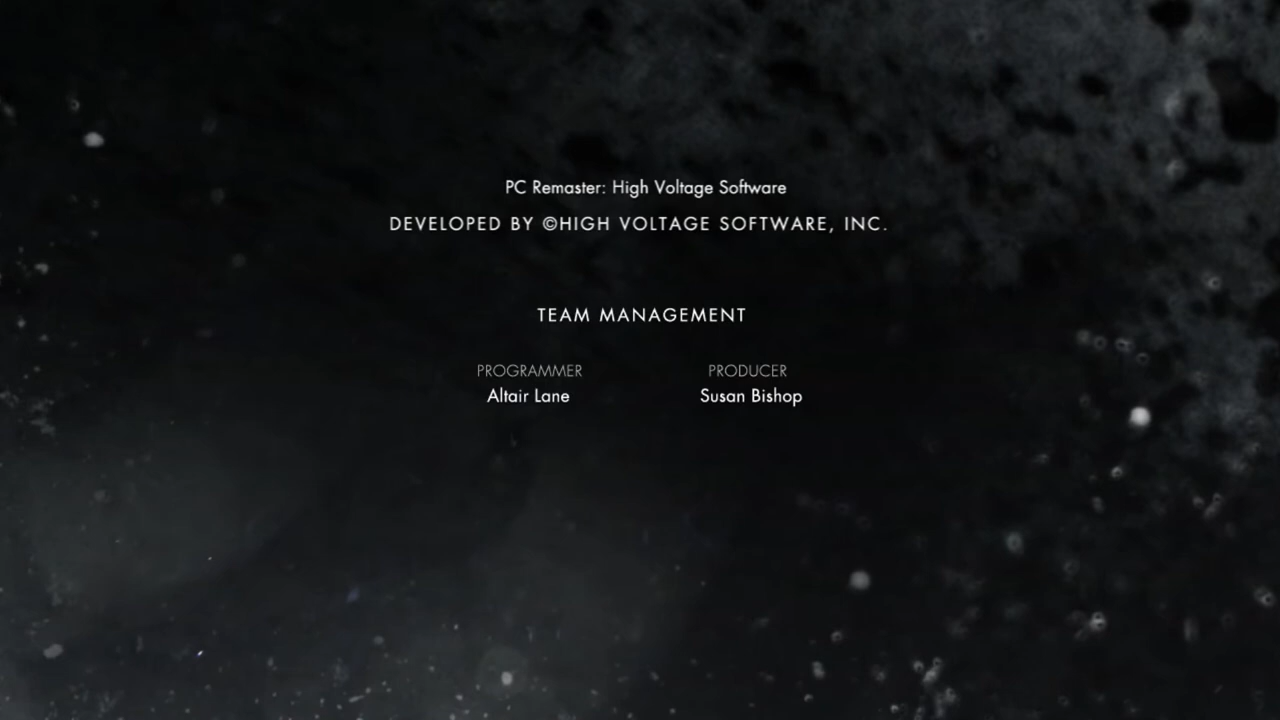 PC Remaster: High Voltage Software
DEVELOPED BY ©HIGH VOLTAGE SOFTWARE, INC.
TEAM MANAGEMENT
PROGRAMMER PRODUCER
Altair Lane Susan Bishop